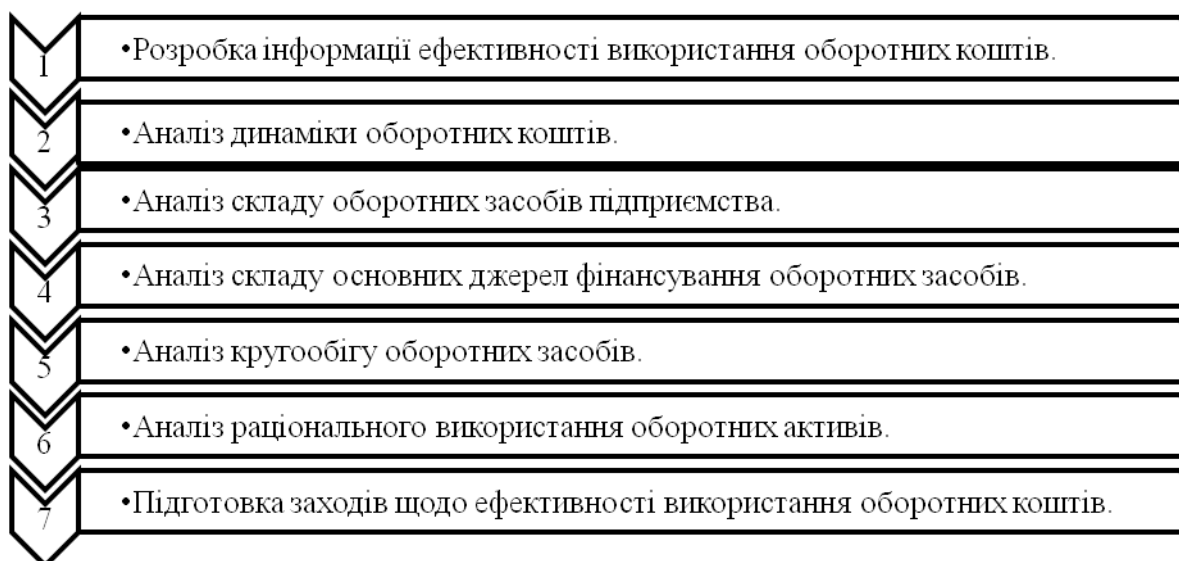 1 •Розробка інформації ефективності використання оборотних коштів.
2 •Аналіз динаміки оборотних коштів.
3 •Аналіз складу оборотних засобів підприємства.
4 •Аналіз складу основних джерел фінансування оборотних засобів.
5 •Аналіз кругообігу оборотних засобів.
6 •Аналіз раціонального використання оборотних активів.
7 •Підготовка заходів щодо ефективності використання оборотних коштів.